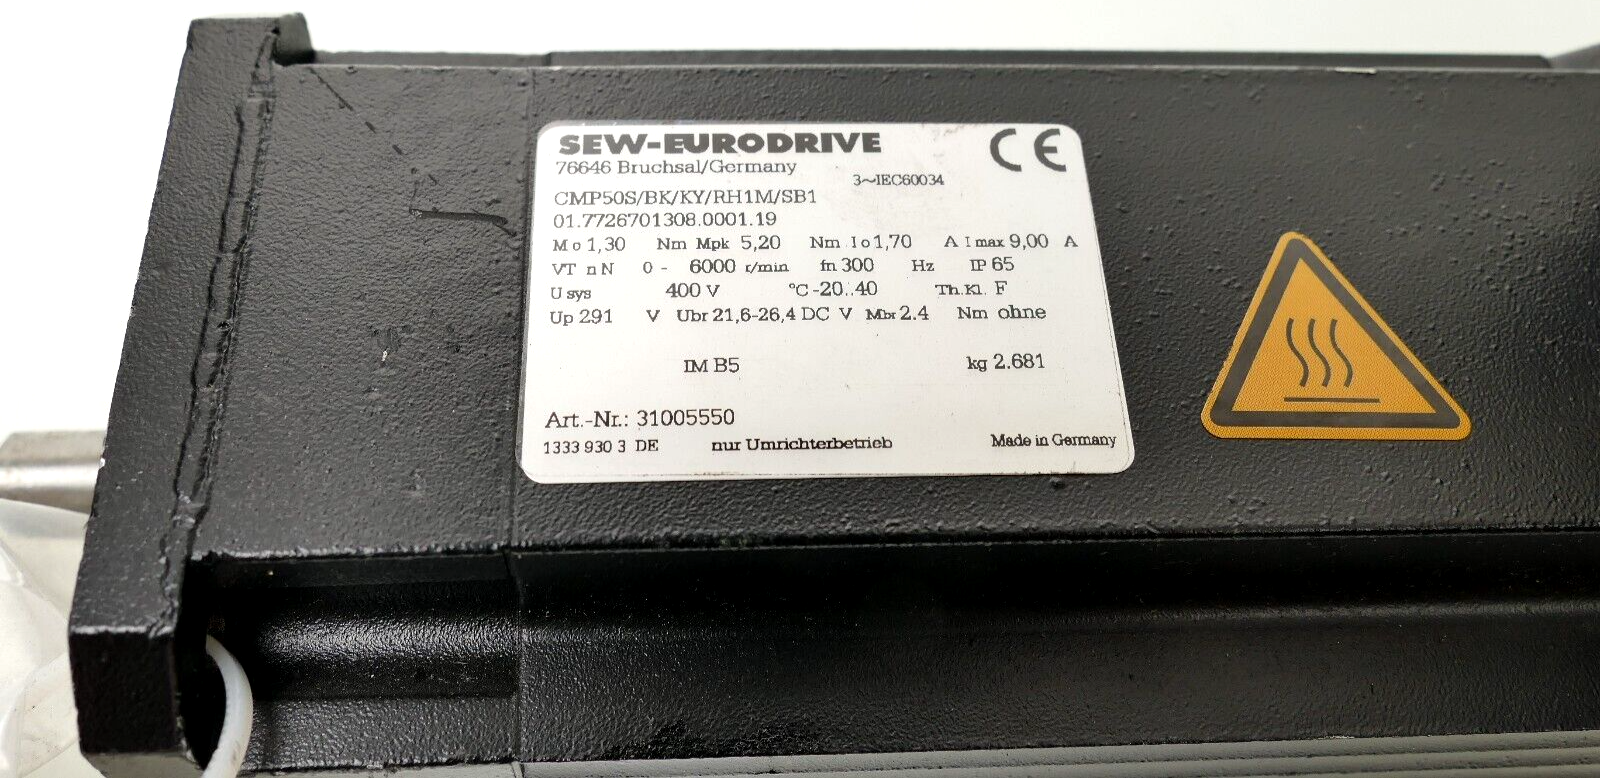 SEW-EURODRIVE CE
76646 Bruchsal/Germany
3~IEC60034
CMP50S/BK/KY/RH1M/SB1
01.7726701308.0001.19
Mo 1,30 Nm Mpk 5,20 Nm Io 1,70 A Imax 9,00 A
VT nN 0 - 6000 r/min fn 300 Hz IP 65
Usys 400 V °C -20..40 Th.Kl. F
Up 291 V Ubr 21,6-26,4 DC V Mbr 2.4 Nm ohne
IM B5 kg 2.681
Art.-Nr.: 31005550
1333 930 3 DE nur Umrichterbetrieb Made in Germany